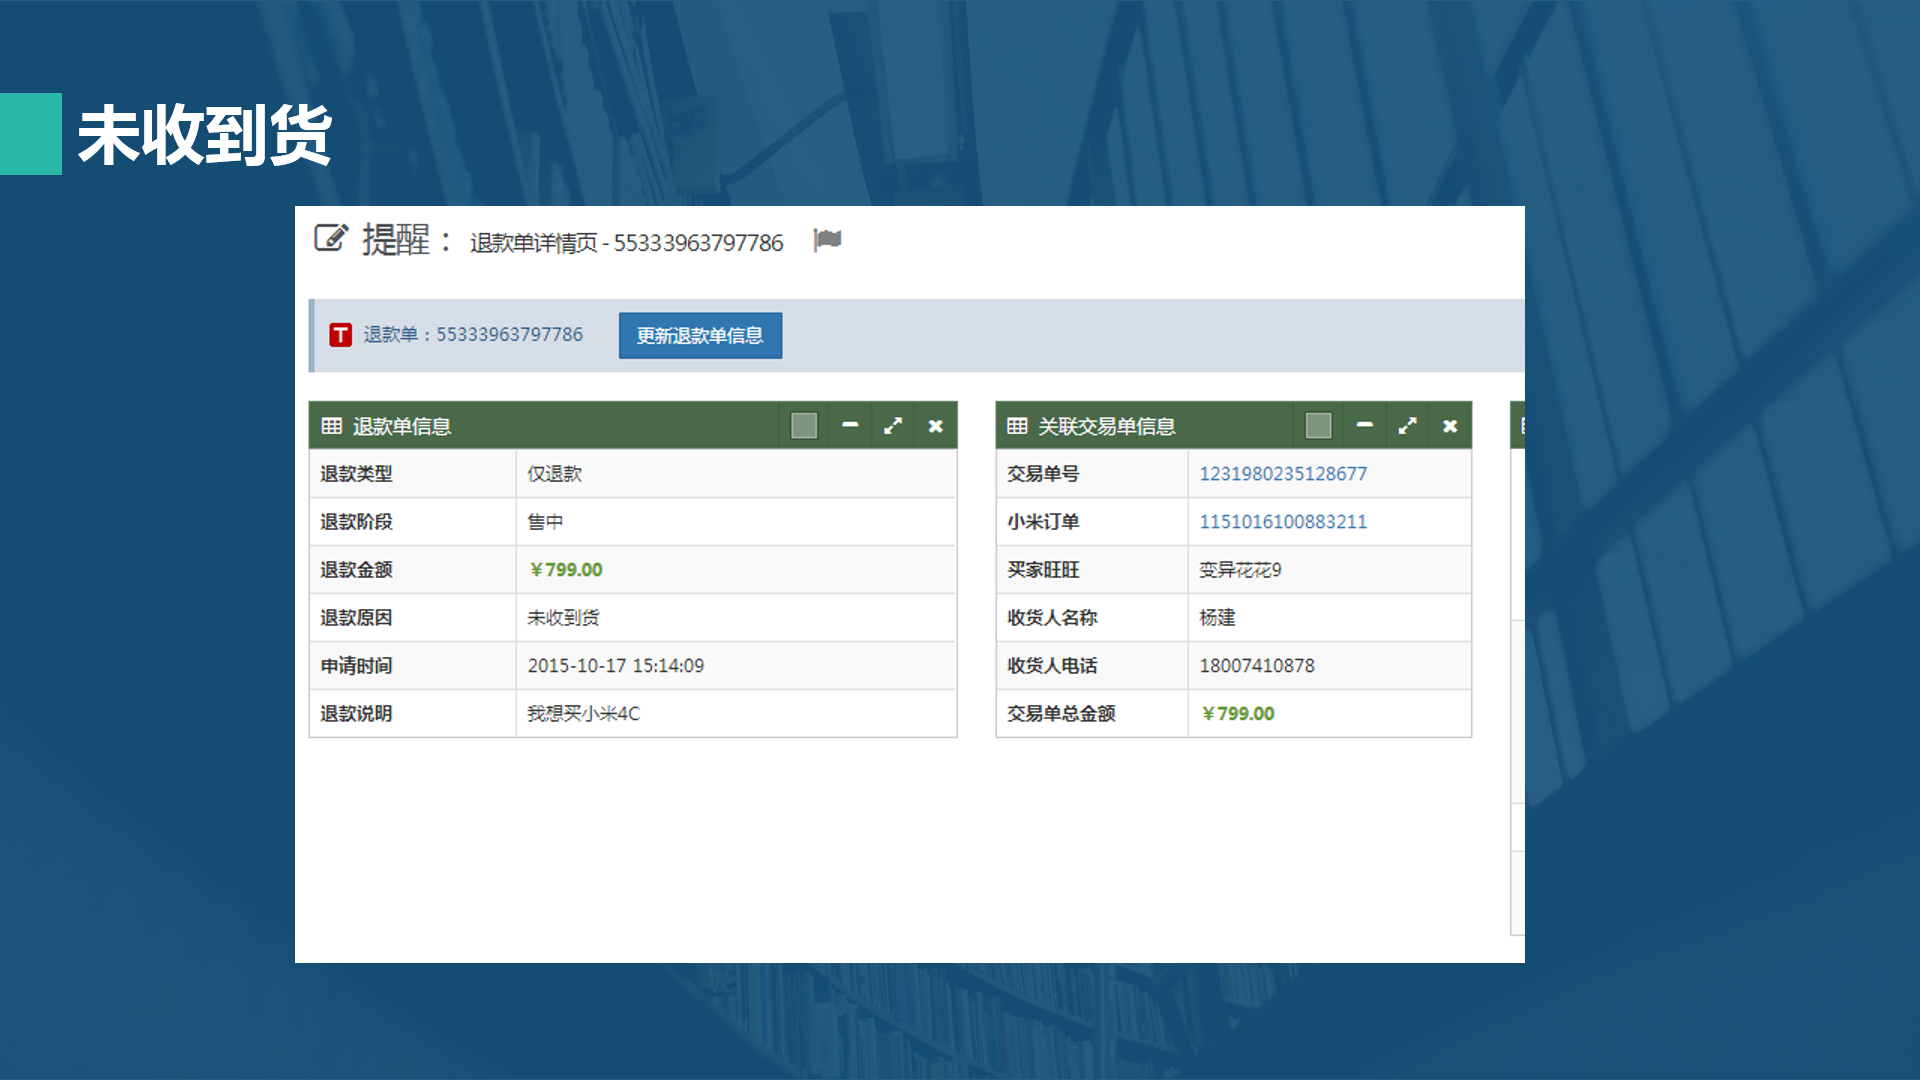 未收到货
提醒： 退款单详情页 - 55333963797786
T 退款单：55333963797786 更新退款单信息
退款单信息
退款类型 仅退款
退款阶段 售中
退款金额 ￥799.00
退款原因 未收到货
申请时间 2015-10-17 15:14:09
退款说明 我想买小米4C
关联交易单信息
交易单号 1231980235128677
小米订单 1151016100883211
买家旺旺 变异花花9
收货人名称 杨建
收货人电话 18007410878
交易单总金额 ￥799.00